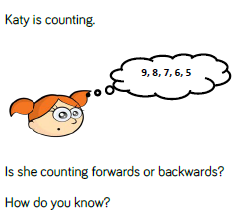 Katy is counting.
9, 8, 7, 6, 5
Is she counting forwards or backwards?
How do you know?